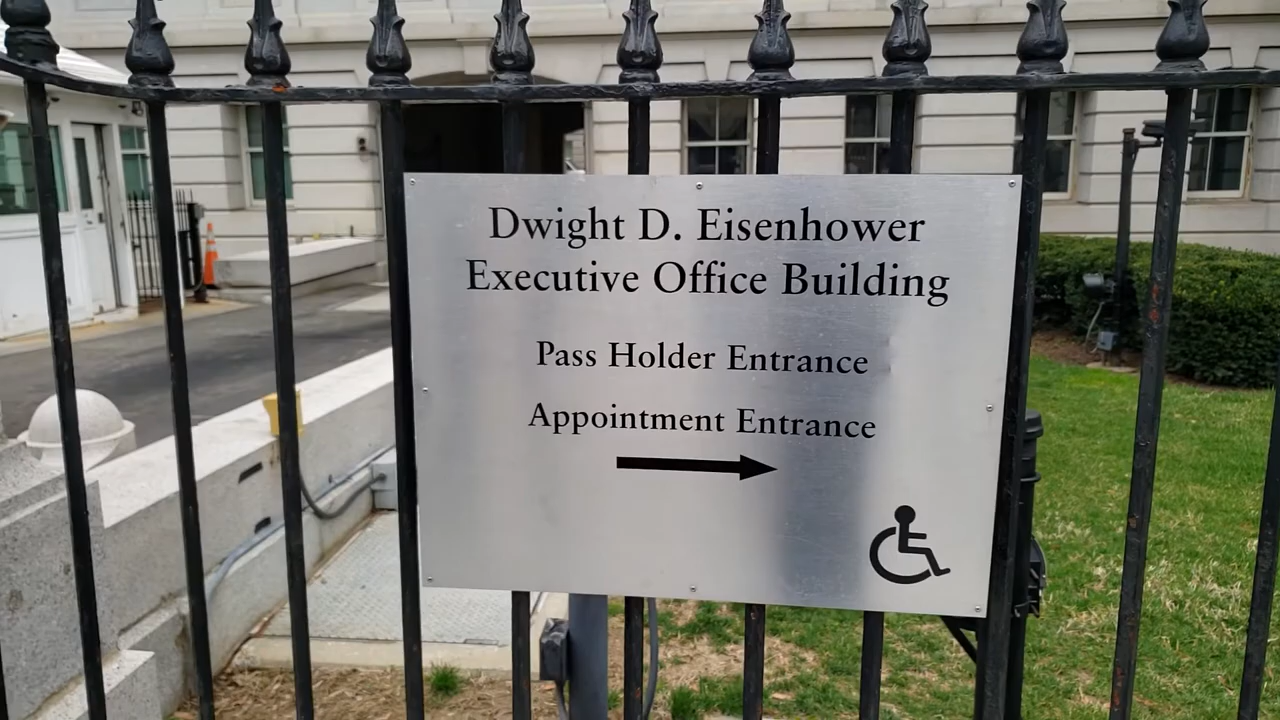 Dwight D. Eisenhower
Executive Office Building
Pass Holder Entrance
Appointment Entrance